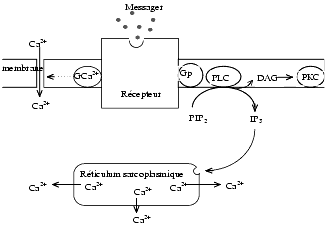 Messager
Ca²⁺
membrane
GCa²⁺
Gp
PLC
DAG
PKC
Récepteur
Ca²⁺
PIP₂
IP₃
Réticulum sarcoplasmique
Ca²⁺
Ca²⁺
Ca²⁺
Ca²⁺
Ca²⁺
Ca²⁺